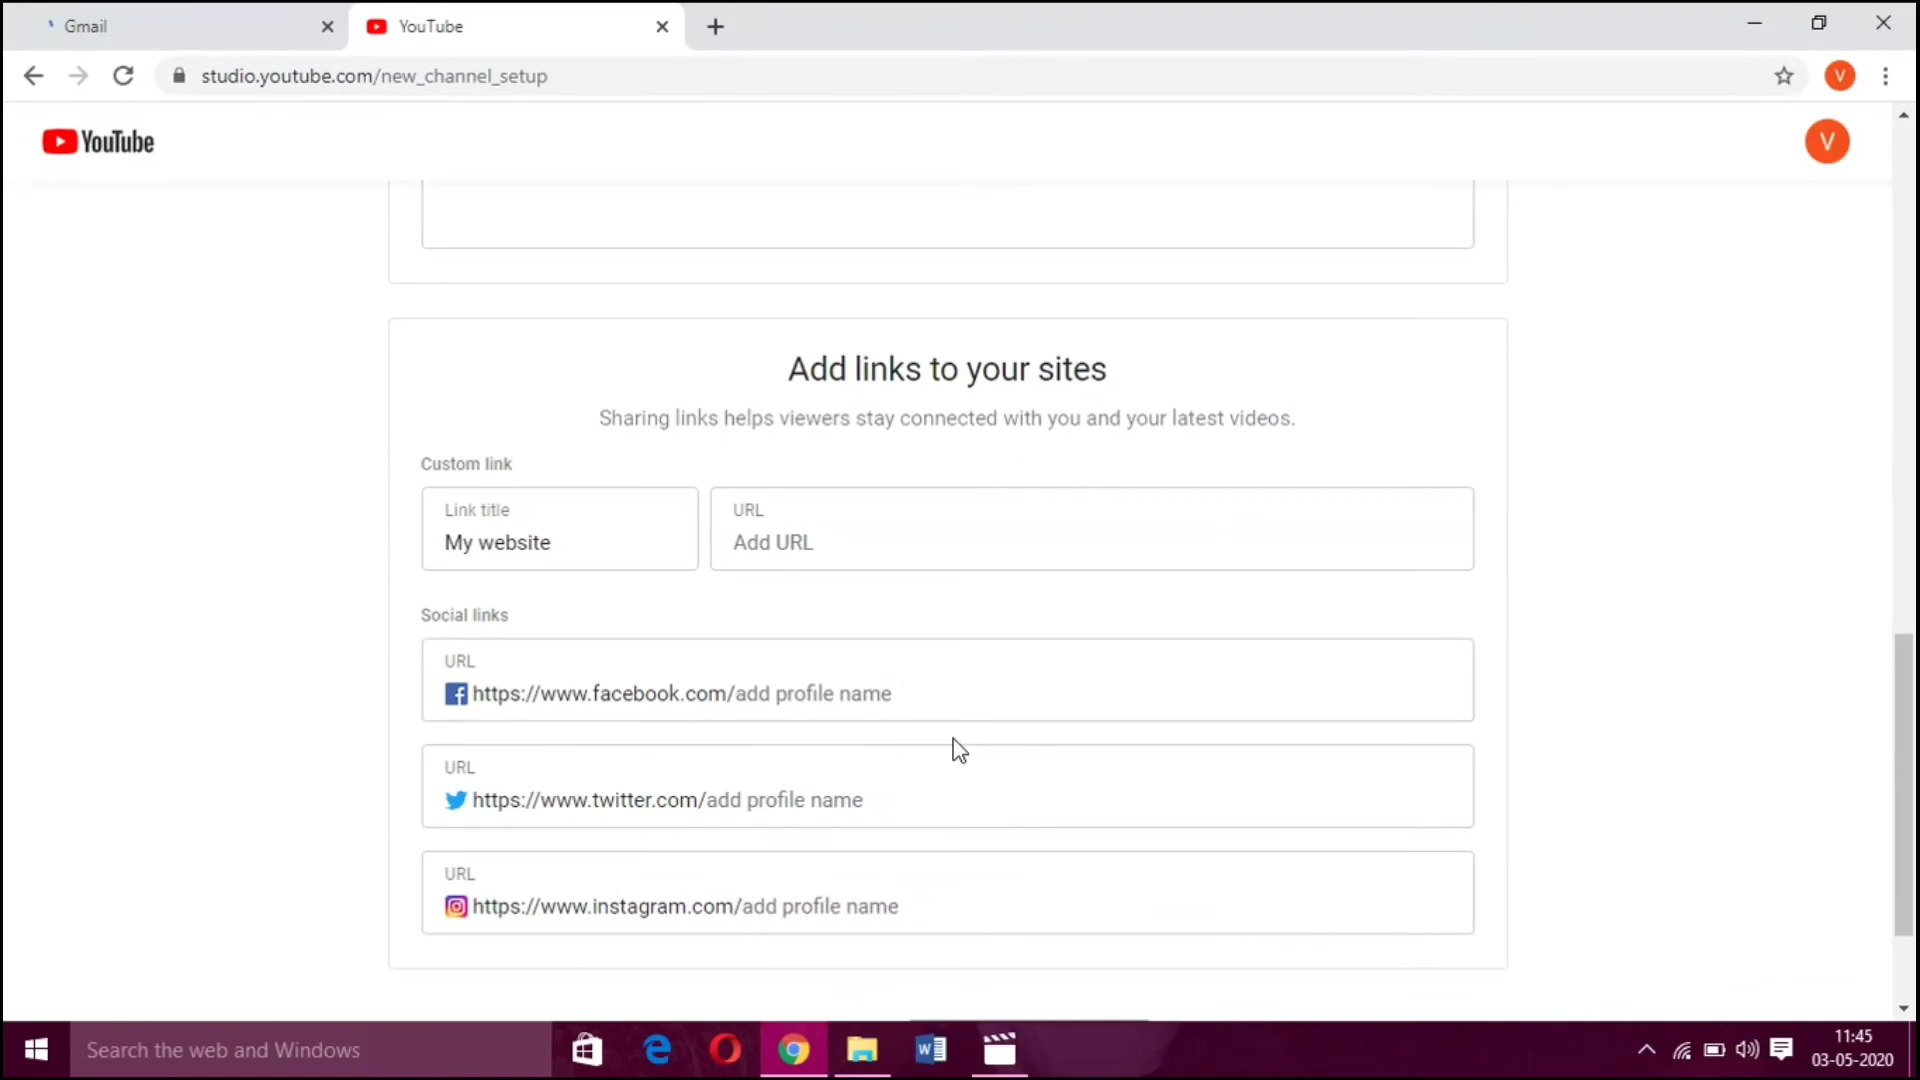 Gmail
YouTube
studio.youtube.com/new_channel_setup
V
YouTube
V
Add links to your sites
Sharing links helps viewers stay connected with you and your latest videos.
Custom link
Link title
My website
URL
Add URL
Social links
URL
https://www.facebook.com/add profile name
URL
https://www.twitter.com/add profile name
URL
https://www.instagram.com/add profile name
Search the web and Windows
11:45
03-05-2020